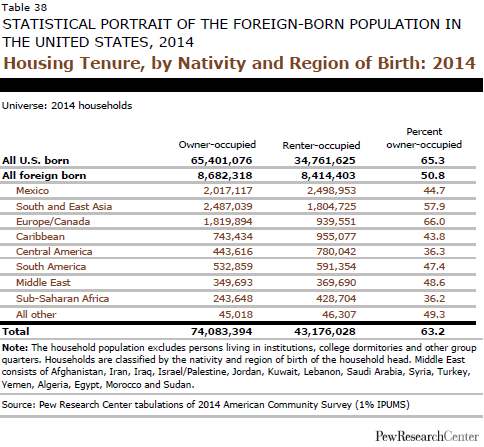 Table 38
STATISTICAL PORTRAIT OF THE FOREIGN-BORN POPULATION IN
THE UNITED STATES, 2014
Housing Tenure, by Nativity and Region of Birth: 2014
Universe: 2014 households
Owner-occupied Renter-occupied Percent owner-occupied
All U.S. born 65,401,076 34,761,625 65.3
All foreign born 8,682,318 8,414,403 50.8
Mexico 2,017,117 2,498,953 44.7
South and East Asia 2,487,039 1,804,725 57.9
Europe/Canada 1,819,894 939,551 66.0
Caribbean 743,434 955,077 43.8
Central America 443,616 780,042 36.3
South America 532,859 591,354 47.4
Middle East 349,693 369,690 48.6
Sub-Saharan Africa 243,648 428,704 36.2
All other 45,018 46,307 49.3
Total 74,083,394 43,176,028 63.2
Note: The household population excludes persons living in institutions, college dormitories and other group
quarters. Households are classified by the nativity and region of birth of the household head. Middle East
consists of Afghanistan, Iran, Iraq, Israel/Palestine, Jordan, Kuwait, Lebanon, Saudi Arabia, Syria, Turkey,
Yemen, Algeria, Egypt, Morocco and Sudan.
Source: Pew Research Center tabulations of 2014 American Community Survey (1% IPUMS)
PewResearchCenter